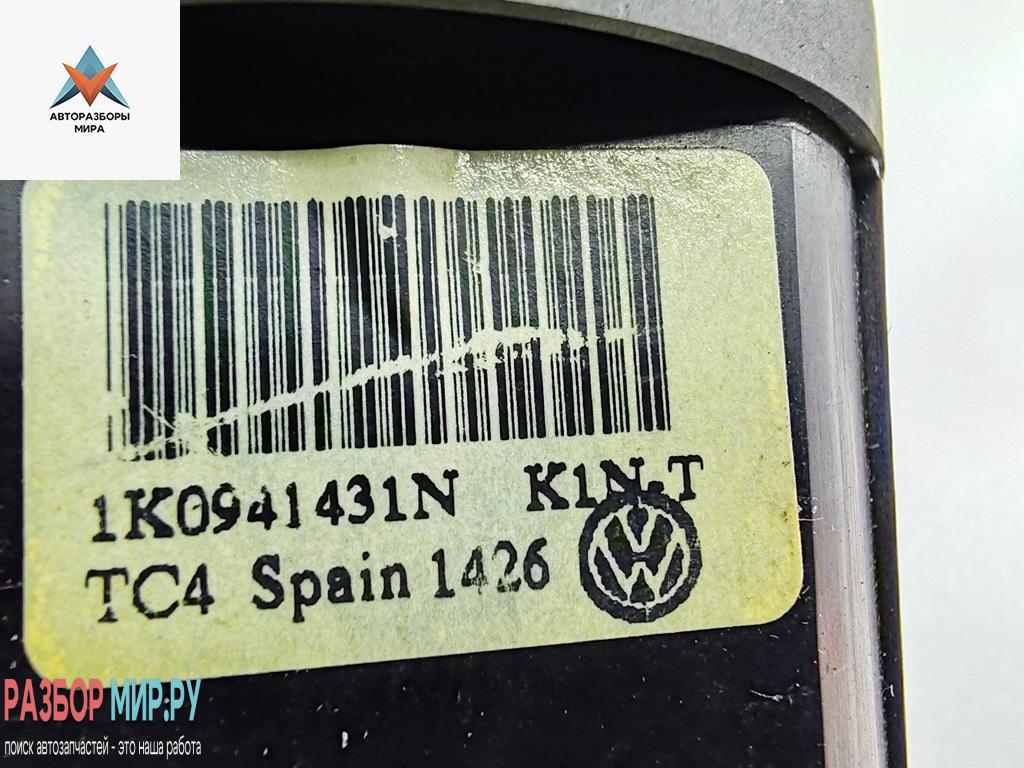 АВТОРАЗБОРЫ
МИРА
1K0941431N K1N-T
TC4 Spain 1426
РАЗБОР МИР.РУ
поиск автозапчастей - это наша работа